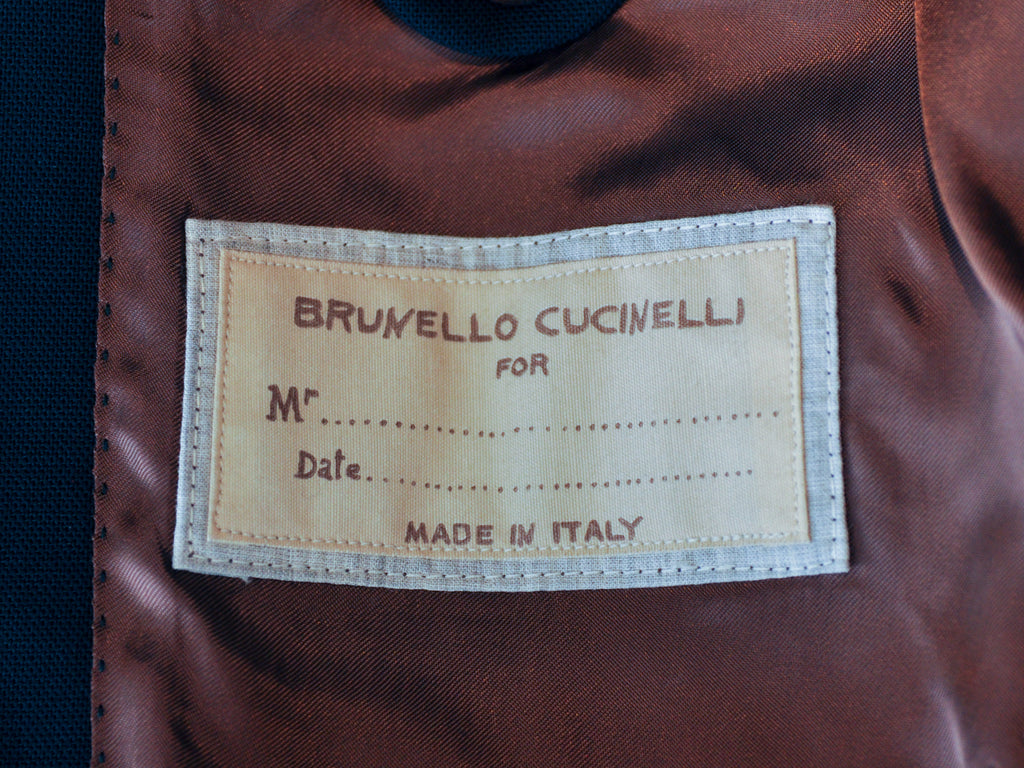 BRUNELLO CUCINELLI
FOR
Mr........................................
Date.................................
MADE IN ITALY